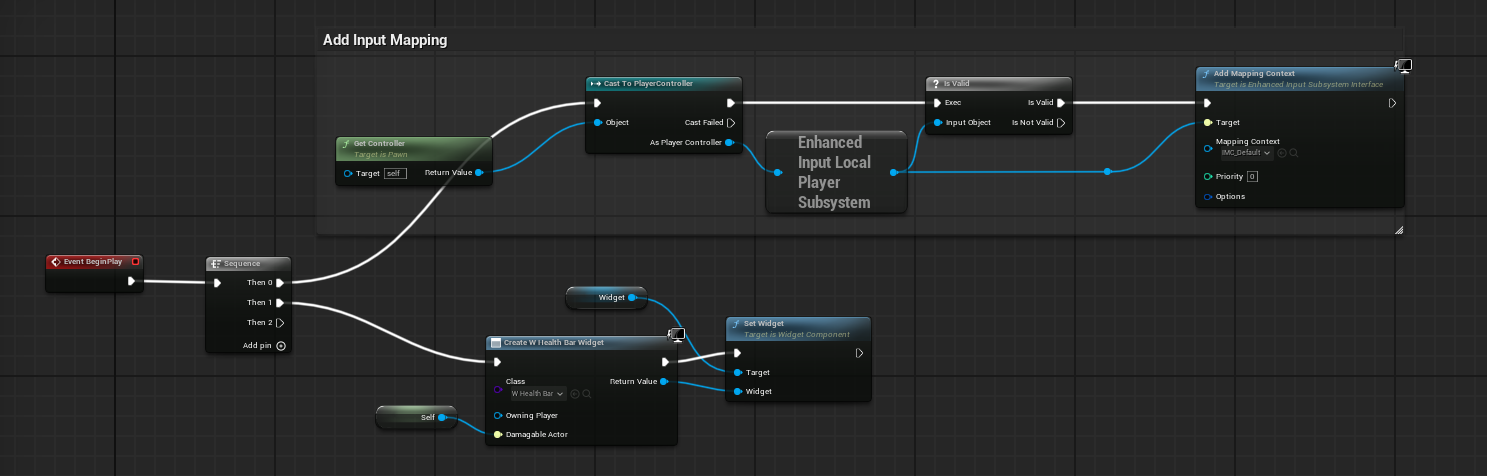 Add Input Mapping
Cast To PlayerController
Object
Cast Failed
As Player Controller
Is Valid
Exec
Is Valid
Input Object
Is Not Valid
Add Mapping Context
Target is Enhanced Input Subsystem Interface
Target
Mapping Context
IMC_Default
Priority
0
Options
Get Controller
Target is Pawn
Target
self
Return Value
Enhanced
Input Local
Player
Subsystem
Event BeginPlay
Sequence
Then 0
Then 1
Then 2
Add pin
Widget
Create W Health Bar Widget
Class
W Health Bar
Return Value
Owning Player
Damagable Actor
Self
Set Widget
Target is Widget Component
Target
Widget